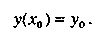 y(x₀) = y₀.